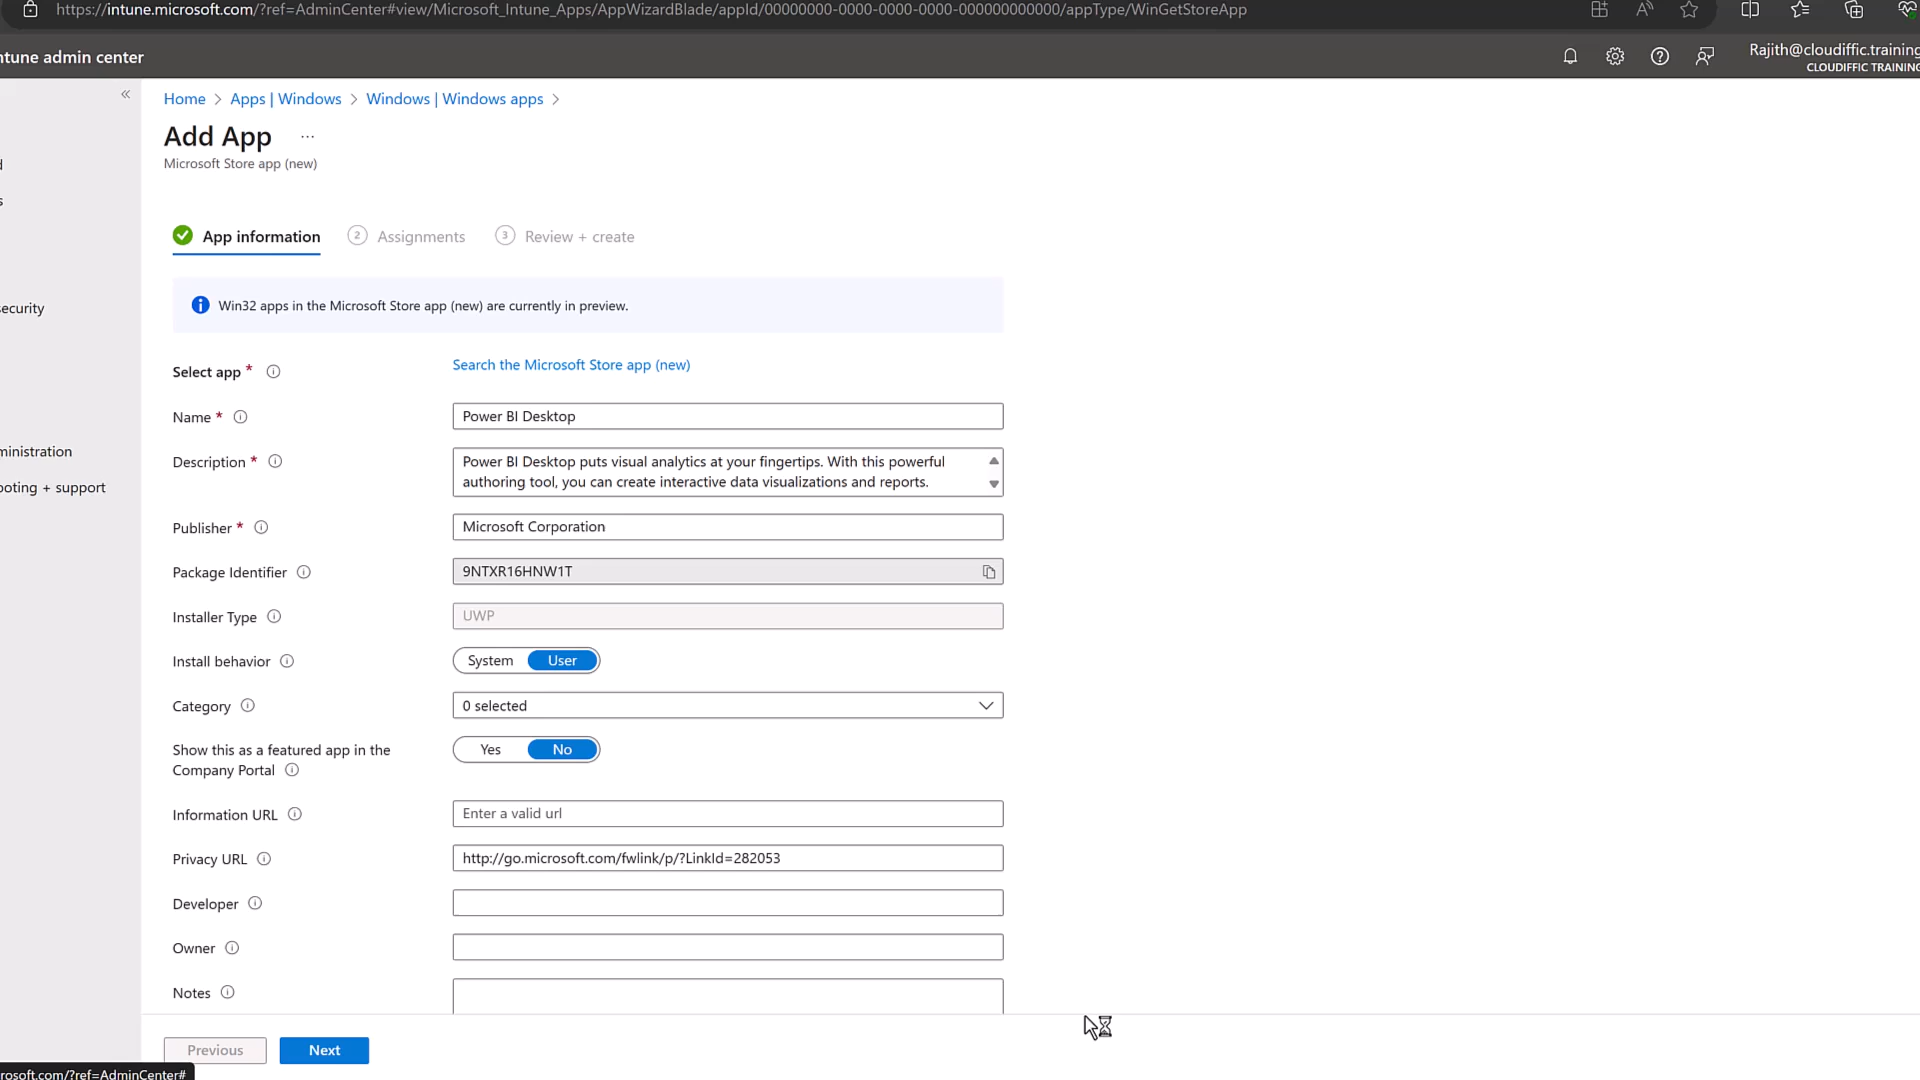 https://intune.microsoft.com/?ref=AdminCenter#view/Microsoft_Intune_Apps/AppWizardBlade/appId/00000000-0000-0000-0000-000000000000/appType/WinGetStoreApp
ntune admin center
Rajith@cloudiffic.training
CLOUDIFFIC TRAINING
Home > Apps | Windows > Windows | Windows apps >
Add App ...
Microsoft Store app (new)
App information 2 Assignments 3 Review + create
ecurity
ministration
ooting + support
Win32 apps in the Microsoft Store app (new) are currently in preview.
Select app * Search the Microsoft Store app (new)
Name * Power BI Desktop
Description * Power BI Desktop puts visual analytics at your fingertips. With this powerful
authoring tool, you can create interactive data visualizations and reports.
Publisher * Microsoft Corporation
Package Identifier 9NTXR16HNW1T
Installer Type UWP
Install behavior System User
Category 0 selected
Show this as a featured app in the
Company Portal Yes No
Information URL Enter a valid url
Privacy URL http://go.microsoft.com/fwlink/p/?LinkId=282053
Developer
Owner
Notes
Previous Next
rosoft.com/?ref=AdminCenter#